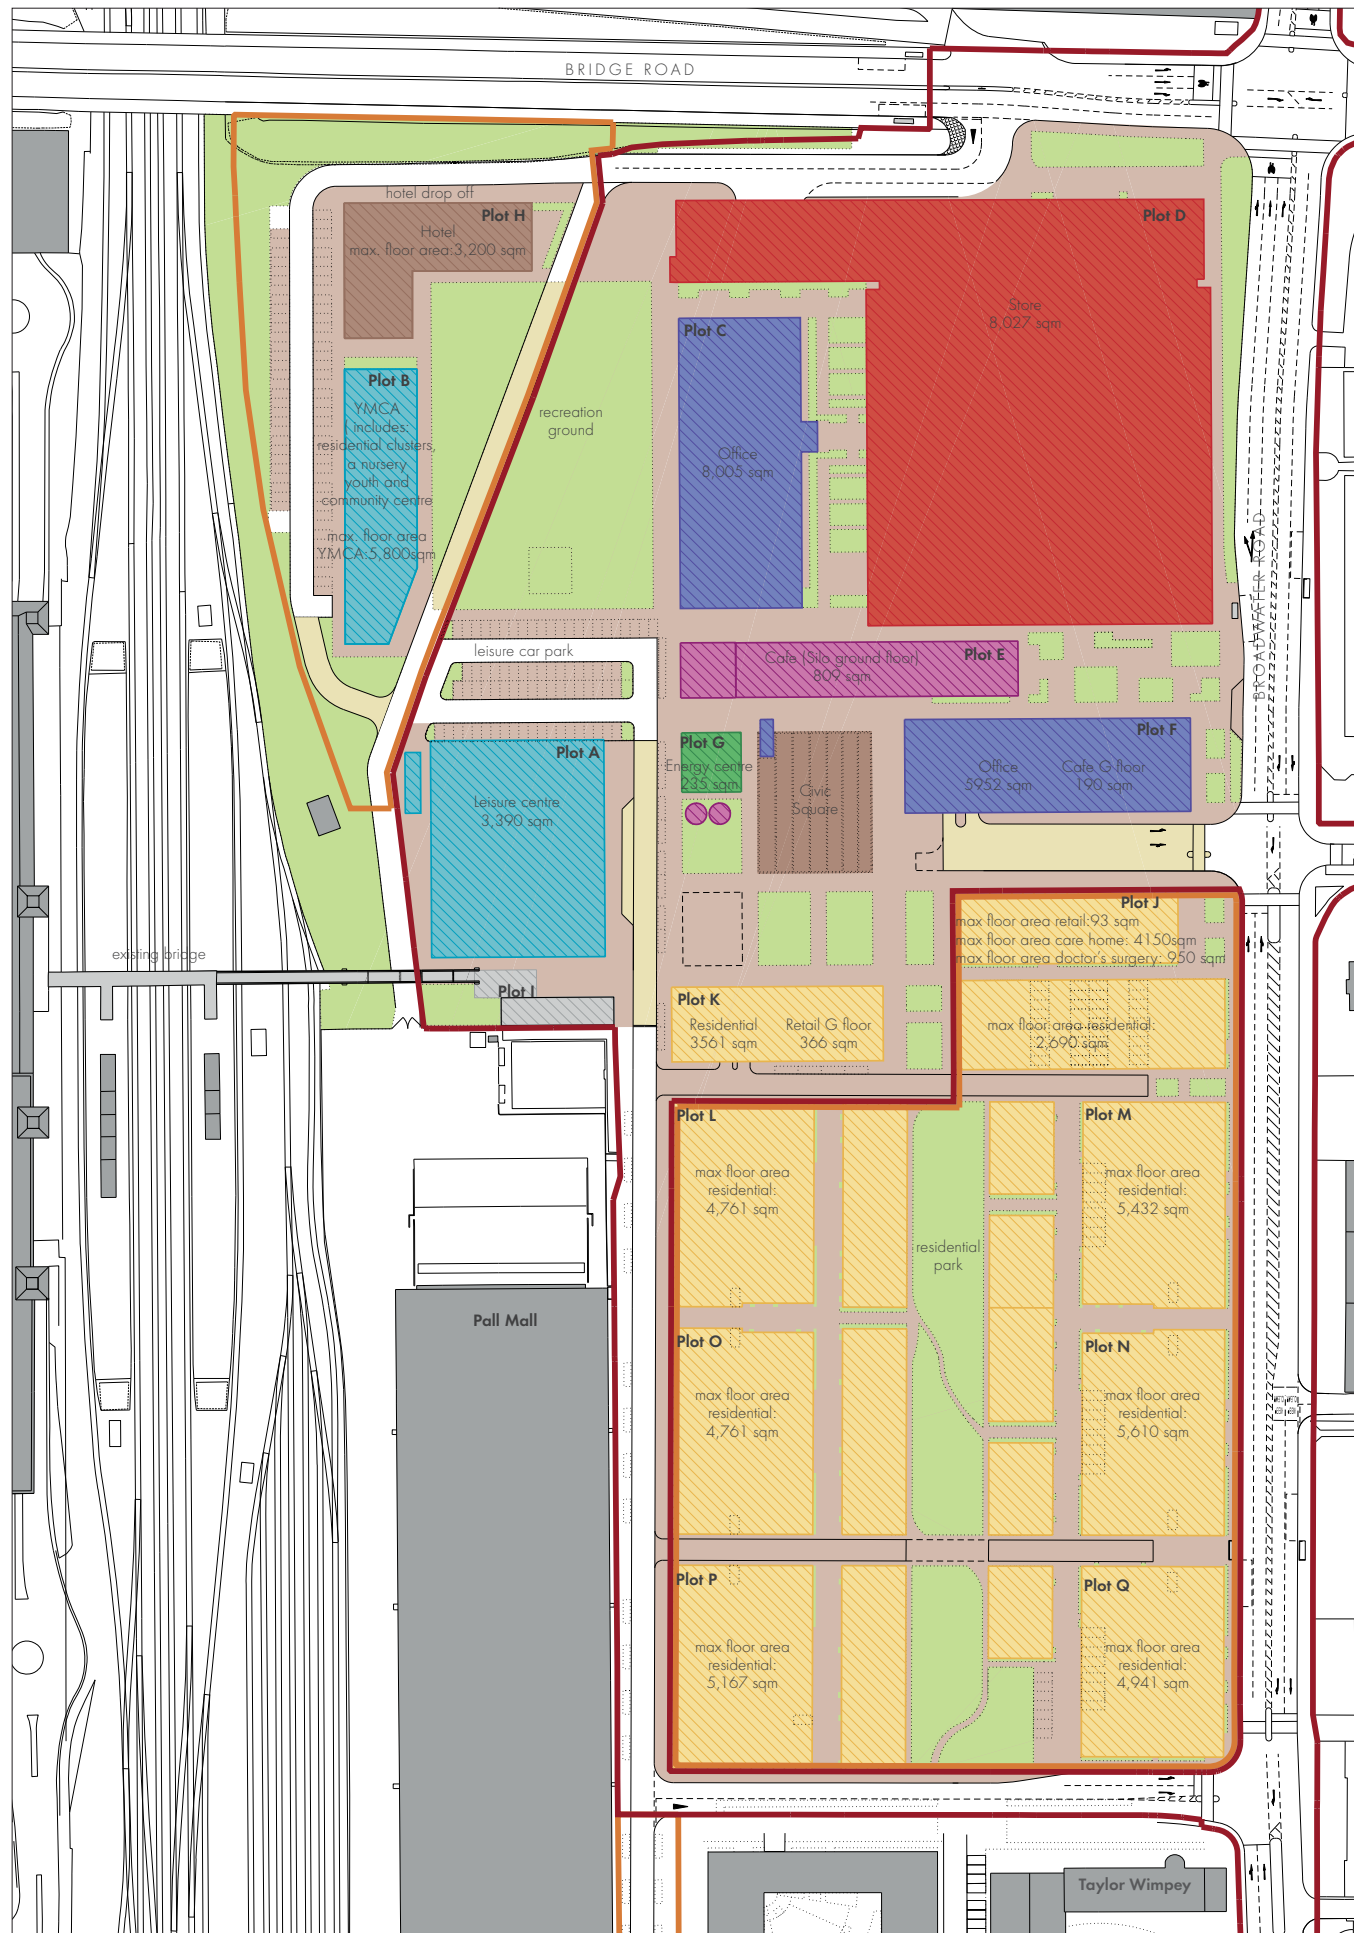 BRIDGE ROAD
hotel drop off
Plot H
Hotel
max. floor area:3,200 sqm
Plot D
Store
8,027 sqm
Plot C
Office
8,005 sqm
Plot B
YMCA
includes:
residential clusters,
a nursery
youth and
community centre
max. floor area
YMCA:5,800sqm
recreation
ground
BROADWATER ROAD
leisure car park
Cafe (Silo ground floor)
809 sqm
Plot E
Plot A
Leisure centre
3,390 sqm
Plot G
Energy centre
235 sqm
Civic
Square
Plot F
Office
5952 sqm
Cafe G floor
190 sqm
existing bridge
Plot I
Plot J
max floor area retail:93 sqm
max floor area care home: 4150sqm
max floor area doctor's surgery: 950 sqm
max floor area residential:
2,690 sqm
Plot K
Residential
3561 sqm
Retail G floor
366 sqm
Plot L
max floor area
residential:
4,761 sqm
Plot M
max floor area
residential:
5,432 sqm
residential
park
Pall Mall
Plot O
max floor area
residential:
4,761 sqm
Plot N
max floor area
residential:
5,610 sqm
Plot P
max floor area
residential:
5,167 sqm
Plot Q
max floor area
residential:
4,941 sqm
Taylor Wimpey